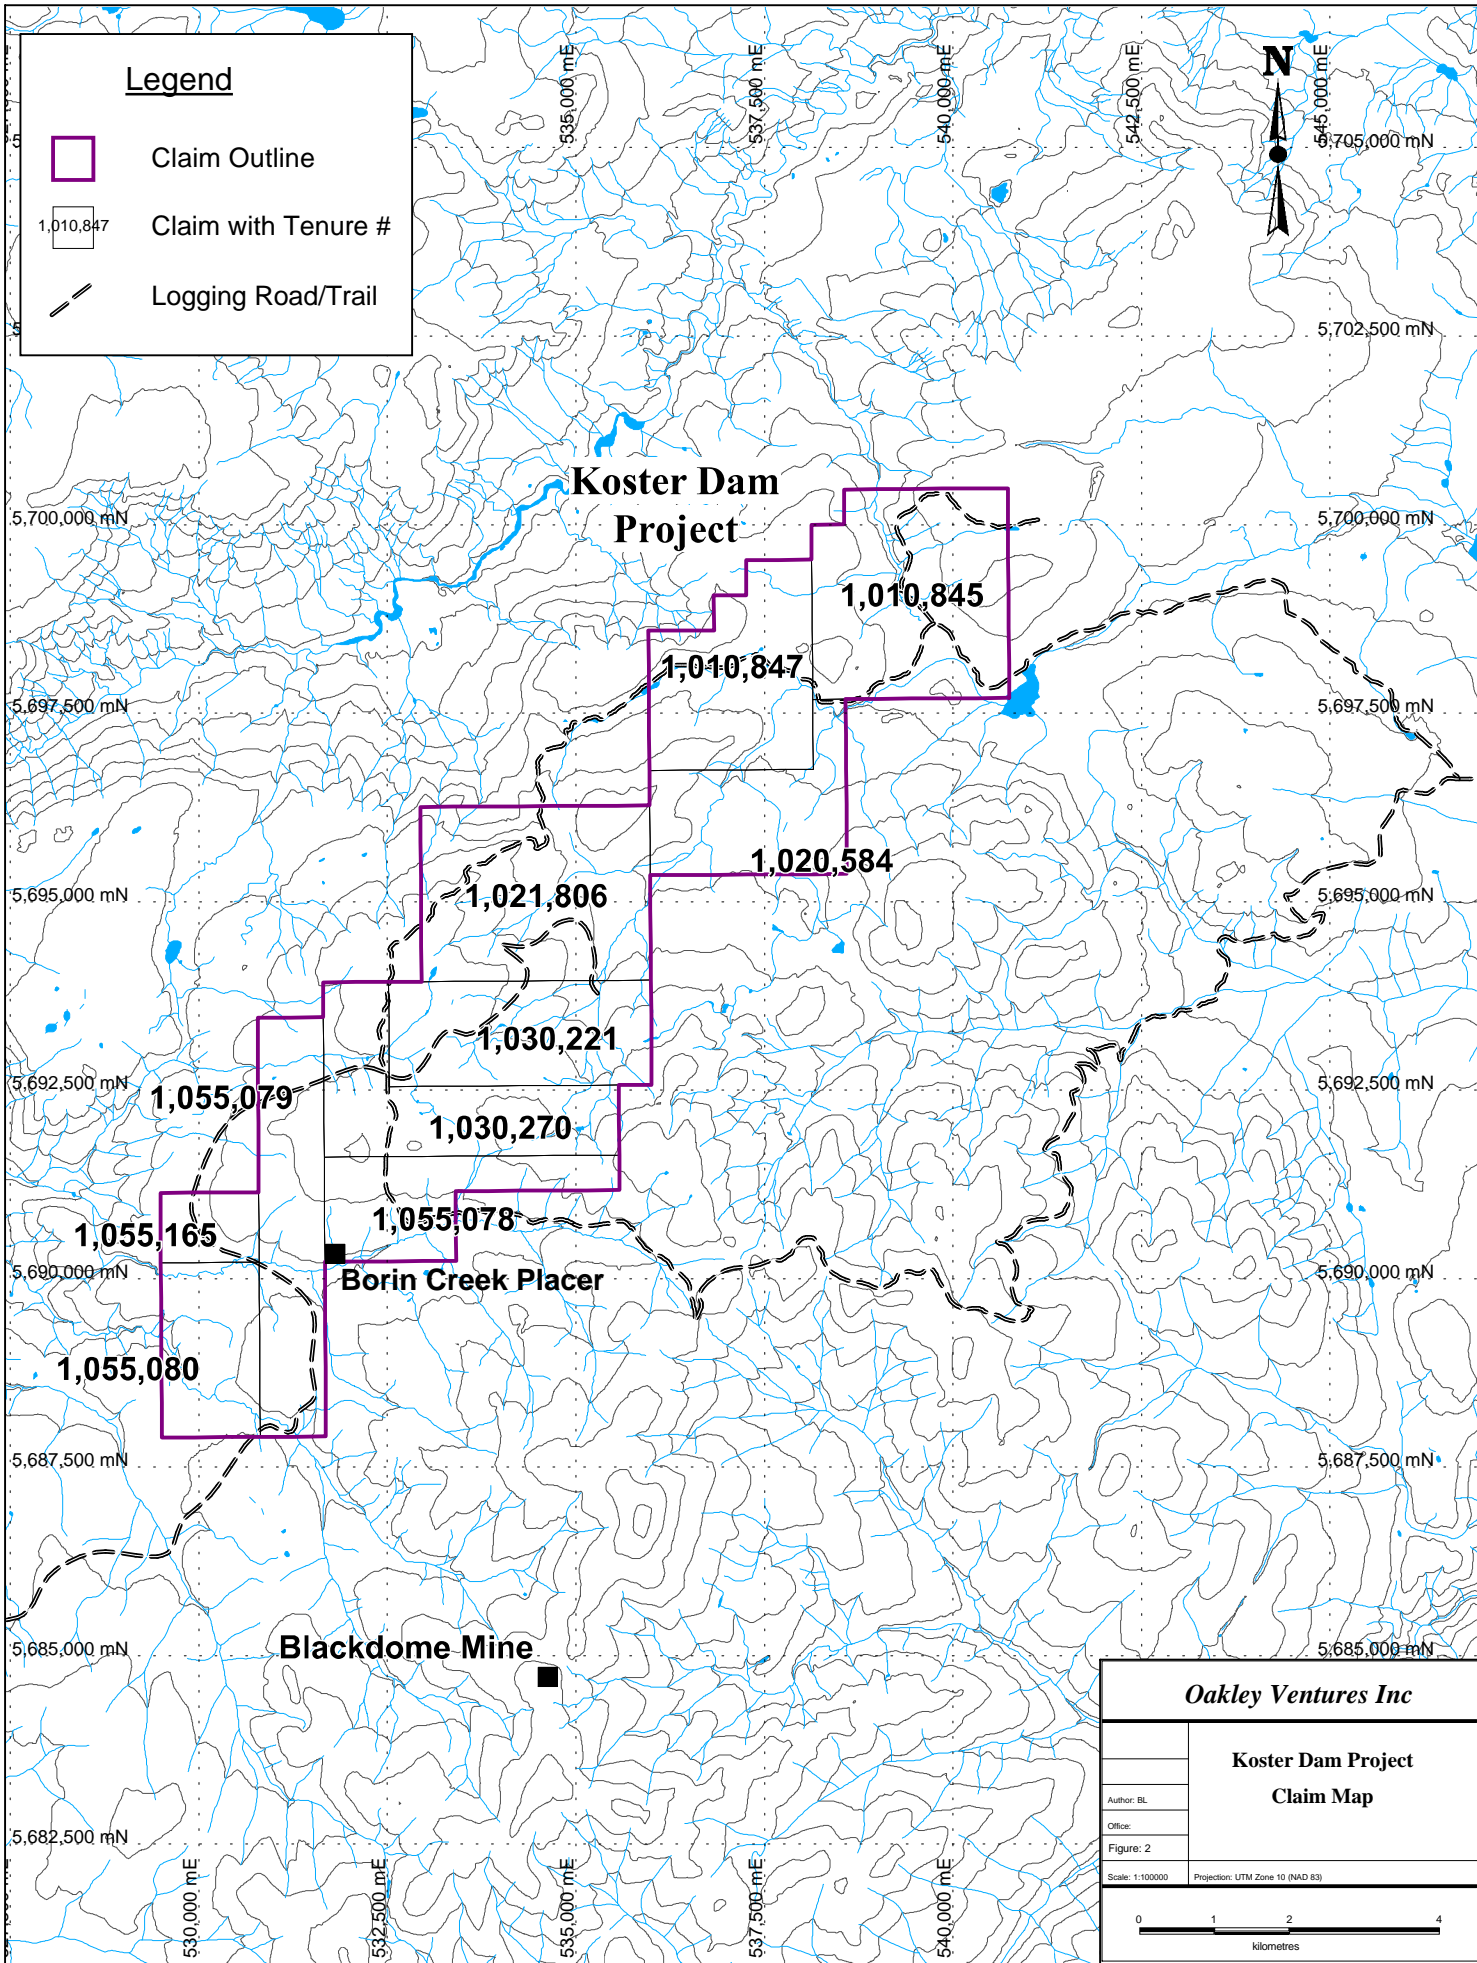 Legend
Claim Outline
1,010,847
Claim with Tenure #
Logging Road/Trail
535,000 mE
537,500 mE
540,000 mE
542,500 mE
545,000 mE
N
5,705,000 mN
5,702,500 mN
Koster Dam
Project
5,700,000 mN
5,700,000 mN
1,010,845
1,010,847
5,697,500 mN
5,697,500 mN
1,020,584
1,021,806
5,695,000 mN
5,695,000 mN
1,030,221
5,692,500 mN
5,692,500 mN
1,055,079
1,030,270
1,055,078
1,055,165
5,690,000 mN
5,690,000 mN
Borin Creek Placer
1,055,080
5,687,500 mN
5,687,500 mN
Blackdome Mine
5,685,000 mN
5,685,000 mN
5,682,500 mN
530,000 mE
532,500 mE
535,000 mE
537,500 mE
540,000 mE
Oakley Ventures Inc
Koster Dam Project
Claim Map
Author: BL
Office:
Figure: 2
Scale: 1:100000
Projection: UTM Zone 10 (NAD 83)
0 1 2 4
kilometres